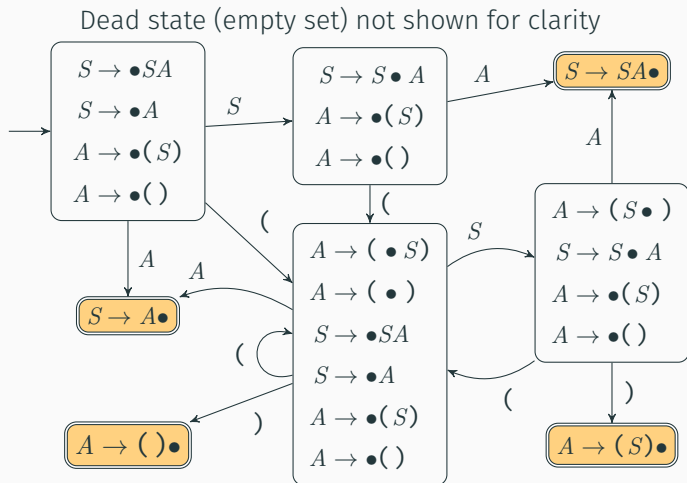 Dead state (empty set) not shown for clarity
S → •SA
S → •A
A → •(S)
A → •()
S
S → S• A
A → •(S)
A → •()
A
S → SA•
A
(
(
A
S → A•
A
A → (• S)
A → (•)
S → •SA
S → •A
A → •(S)
A → •()
S
A → (S•)
S → S• A
A → •(S)
A → •()
(
)
A → ()•
(
)
A → (S)•